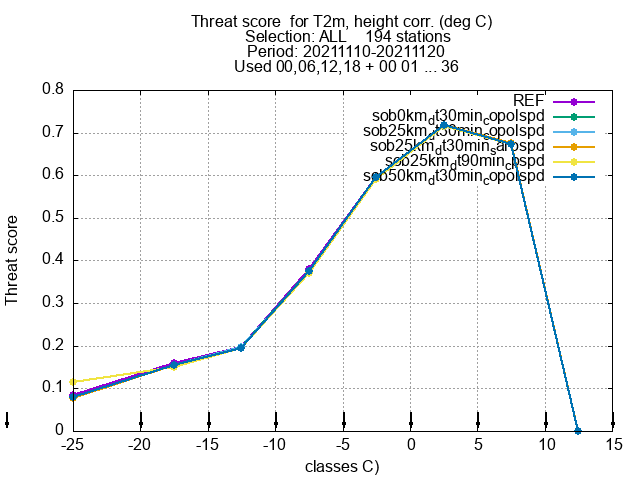 Threat score for T2m, height corr. (deg C)
Selection: ALL 194 stations
Period: 20211110-20211120
Used 00,06,12,18 + 00 01 ... 36
REF
sob0km_dt30min_copolspd
sob25km_dt30min_copolspd
sob25km_dt30min_sarpspd
sob25km_dt90min_cpspd
sob50km_dt30min_copolspd
Threat score
0.8
0.7
0.6
0.5
0.4
0.3
0.2
0.1
0
-25 -20 -15 -10 -5 0 5 10 15
classes C)